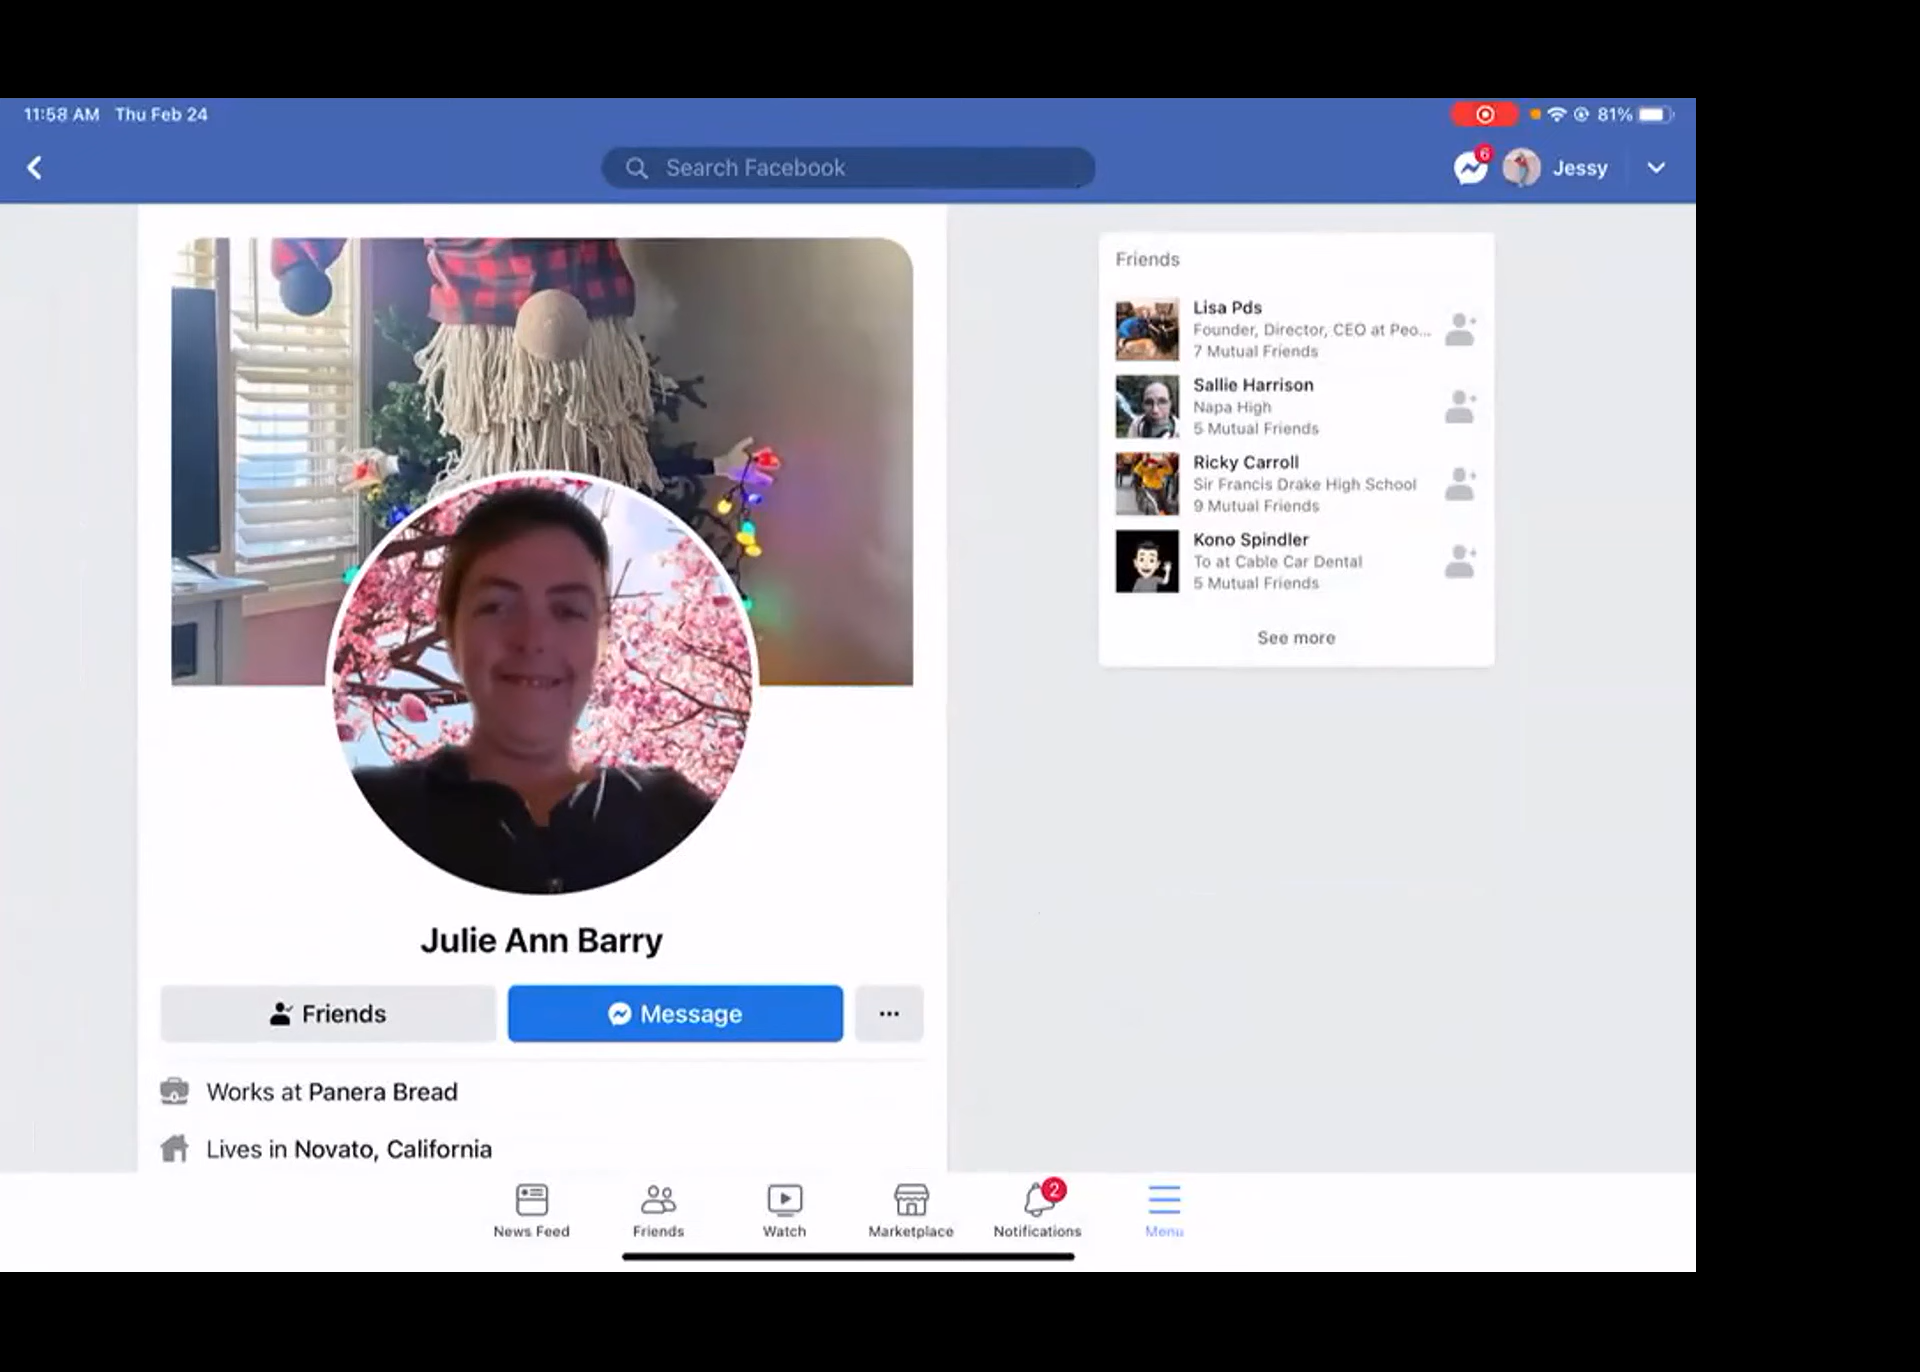 11:58 AM Thu Feb 24
81%
Search Facebook
6
Jessy
Friends
Lisa Pds
Founder, Director, CEO at Peo...
7 Mutual Friends
Sallie Harrison
Napa High
5 Mutual Friends
Ricky Carroll
Sir Francis Drake High School
9 Mutual Friends
Kono Spindler
To at Cable Car Dental
5 Mutual Friends
See more
Julie Ann Barry
Friends
Message
...
Works at Panera Bread
Lives in Novato, California
2
News Feed
Friends
Watch
Marketplace
Notifications
Menu